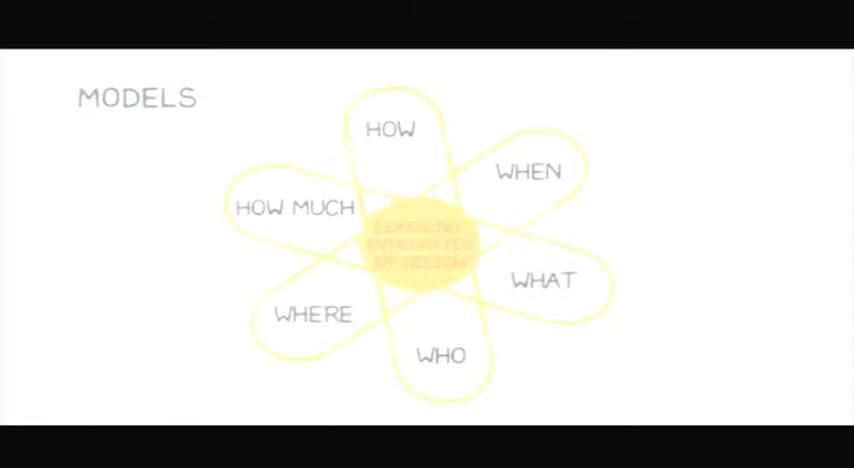 MODELS
HOW
WHEN
HOW MUCH
LEARNING
INTEGRATED
BY DESIGN
WHAT
WHERE
WHO